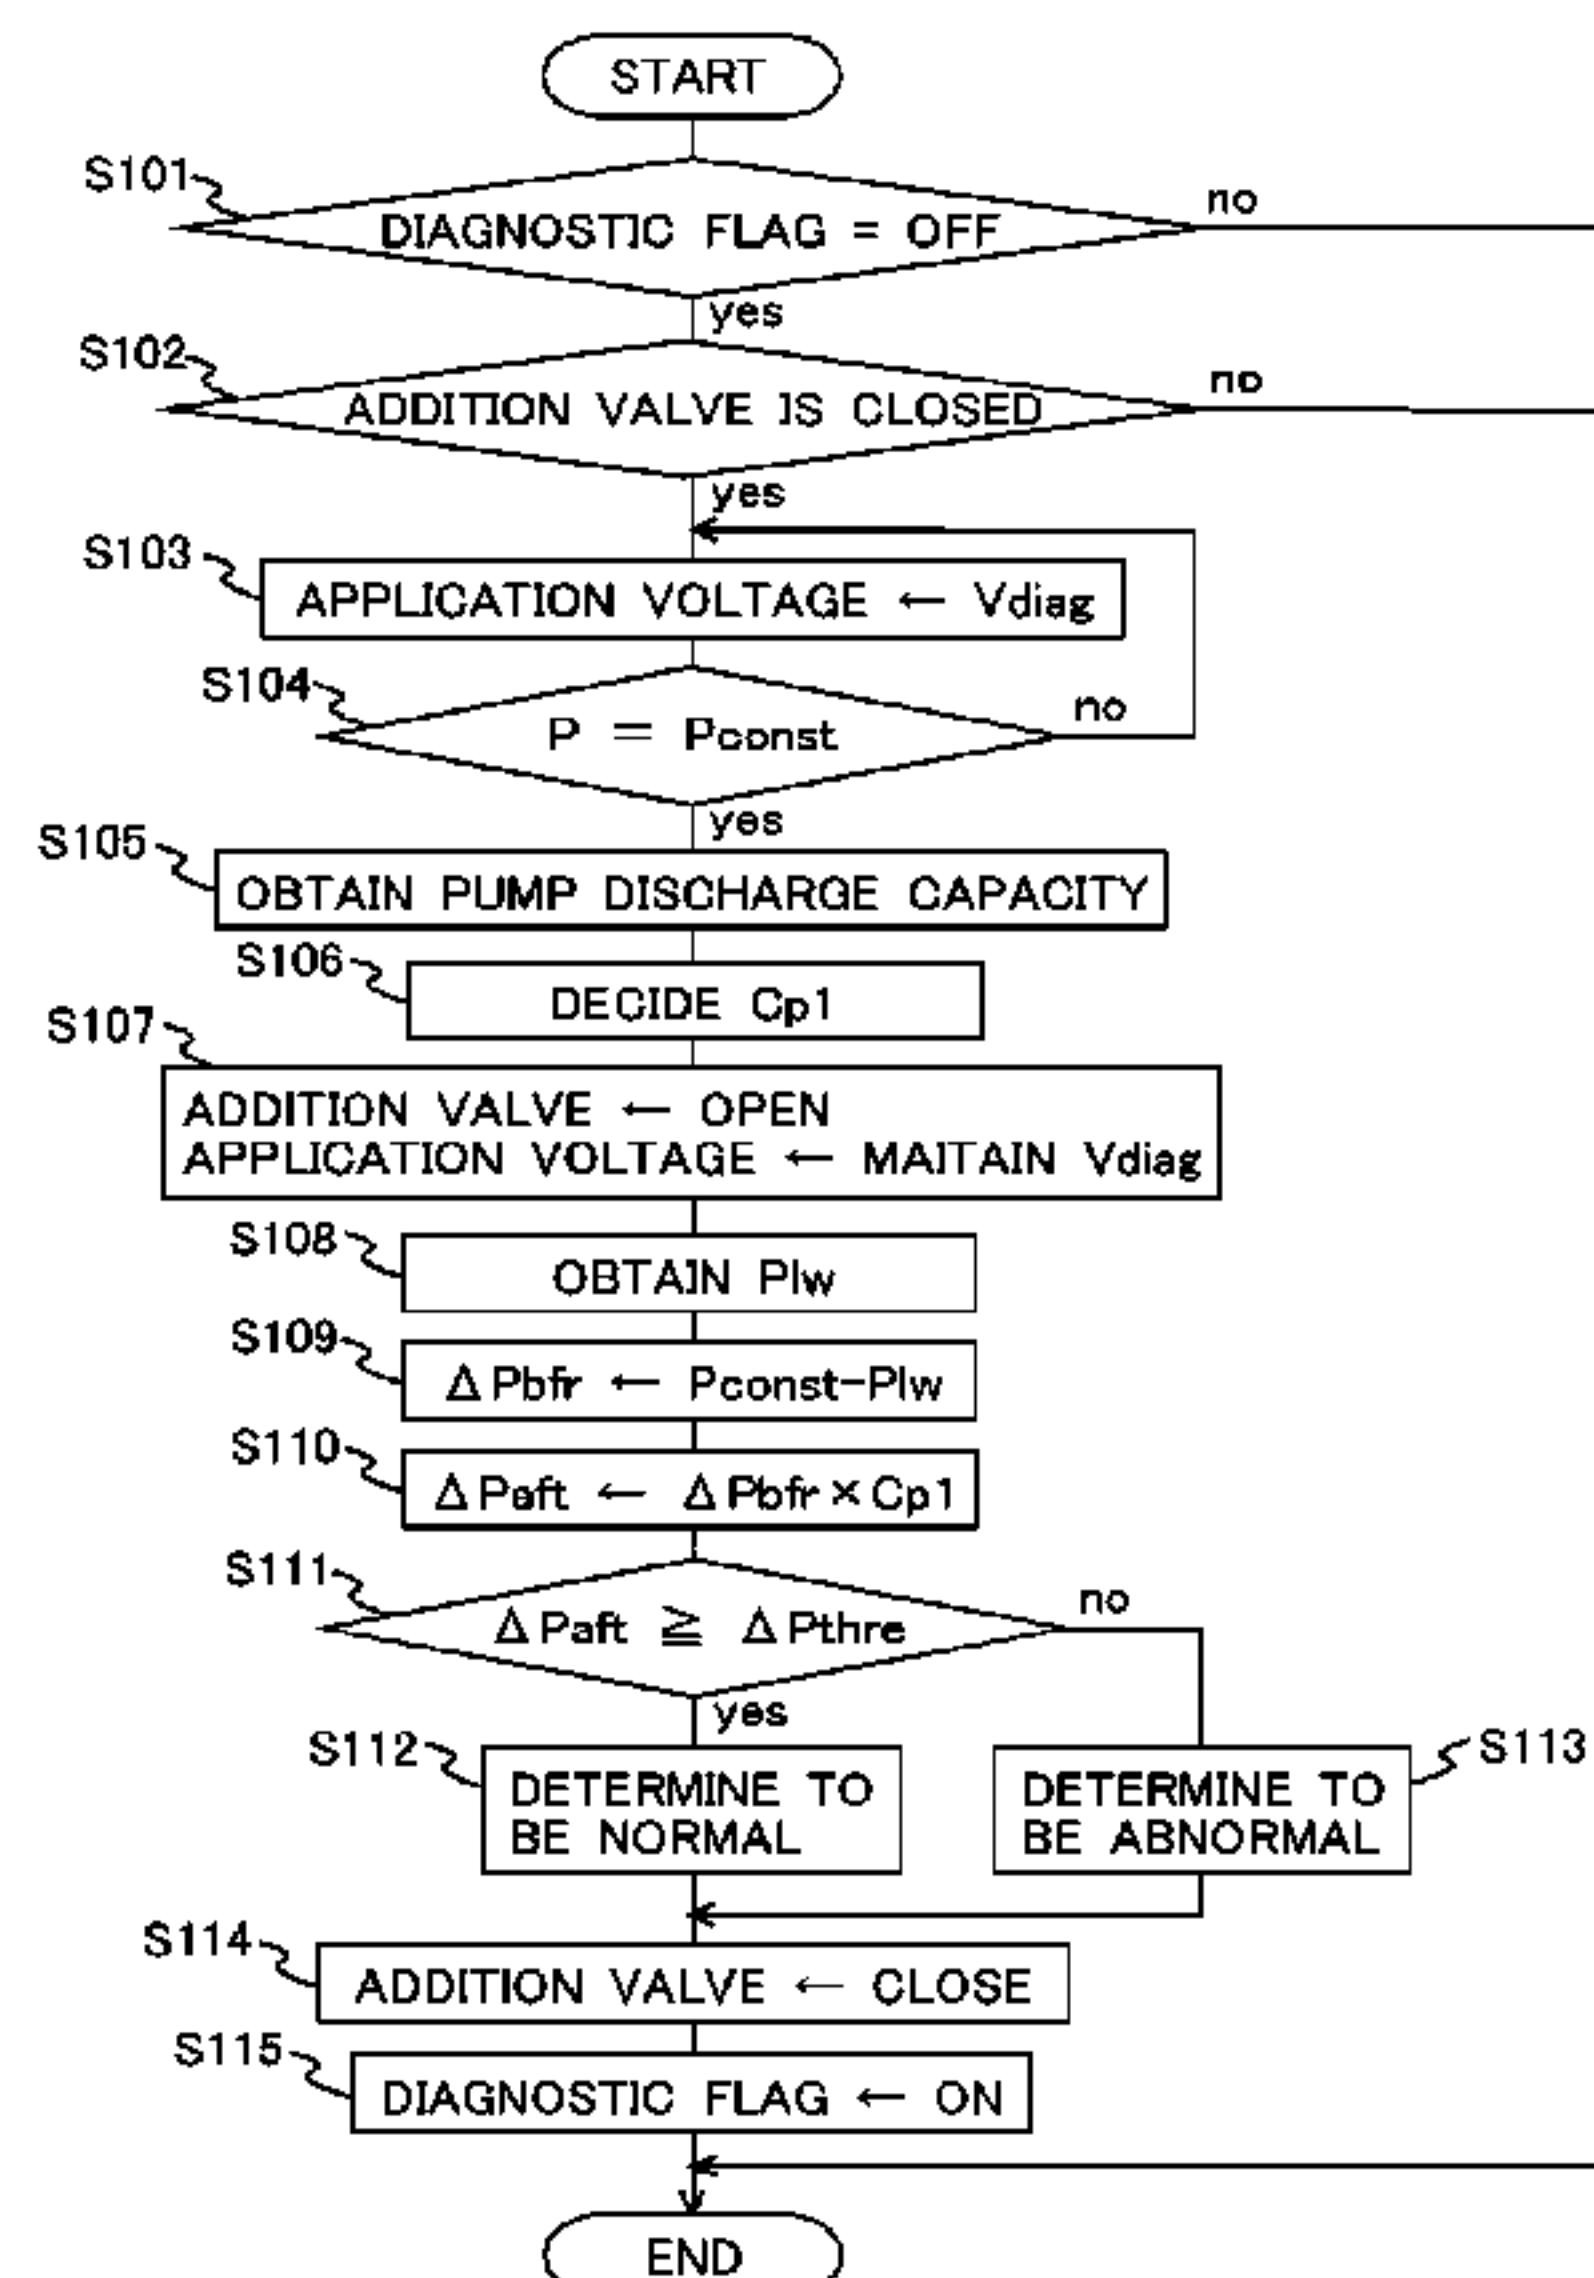 START
S101
DIAGNOSTIC FLAG = OFF
no
yes
S102
ADDITION VALVE IS CLOSED
no
yes
S103
APPLICATION VOLTAGE ← Vdiag
S104
P = Pconst
no
yes
S105
OBTAIN PUMP DISCHARGE CAPACITY
S106
DECIDE Cp1
S107
ADDITION VALVE ← OPEN
APPLICATION VOLTAGE ← MAITAIN Vdiag
S108
OBTAIN Plw
S109
ΔPbfr ← Pconst-Plw
S110
ΔPaft ← ΔPbfr×Cp1
S111
ΔPaft ≧ ΔPthre
no
yes
S112
DETERMINE TO
BE NORMAL
S113
DETERMINE TO
BE ABNORMAL
S114
ADDITION VALVE ← CLOSE
S115
DIAGNOSTIC FLAG ← ON
END